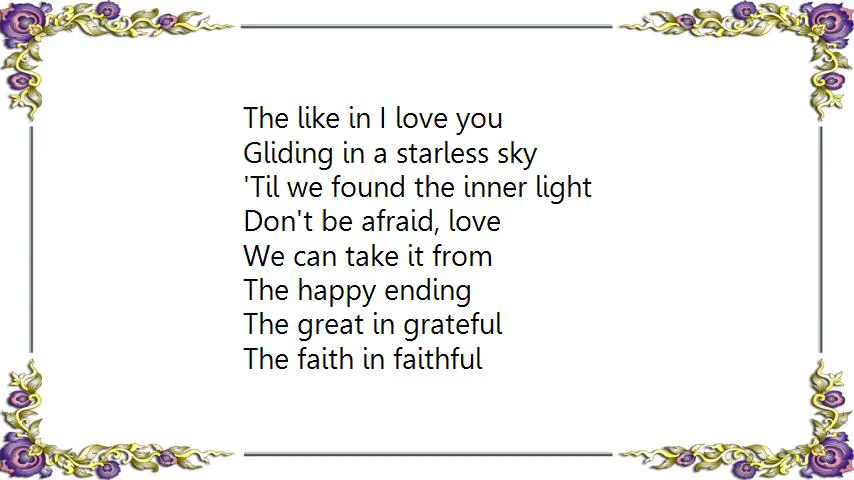 The like in I love you
Gliding in a starless sky
'Til we found the inner light
Don't be afraid, love
We can take it from
The happy ending
The great in grateful
The faith in faithful